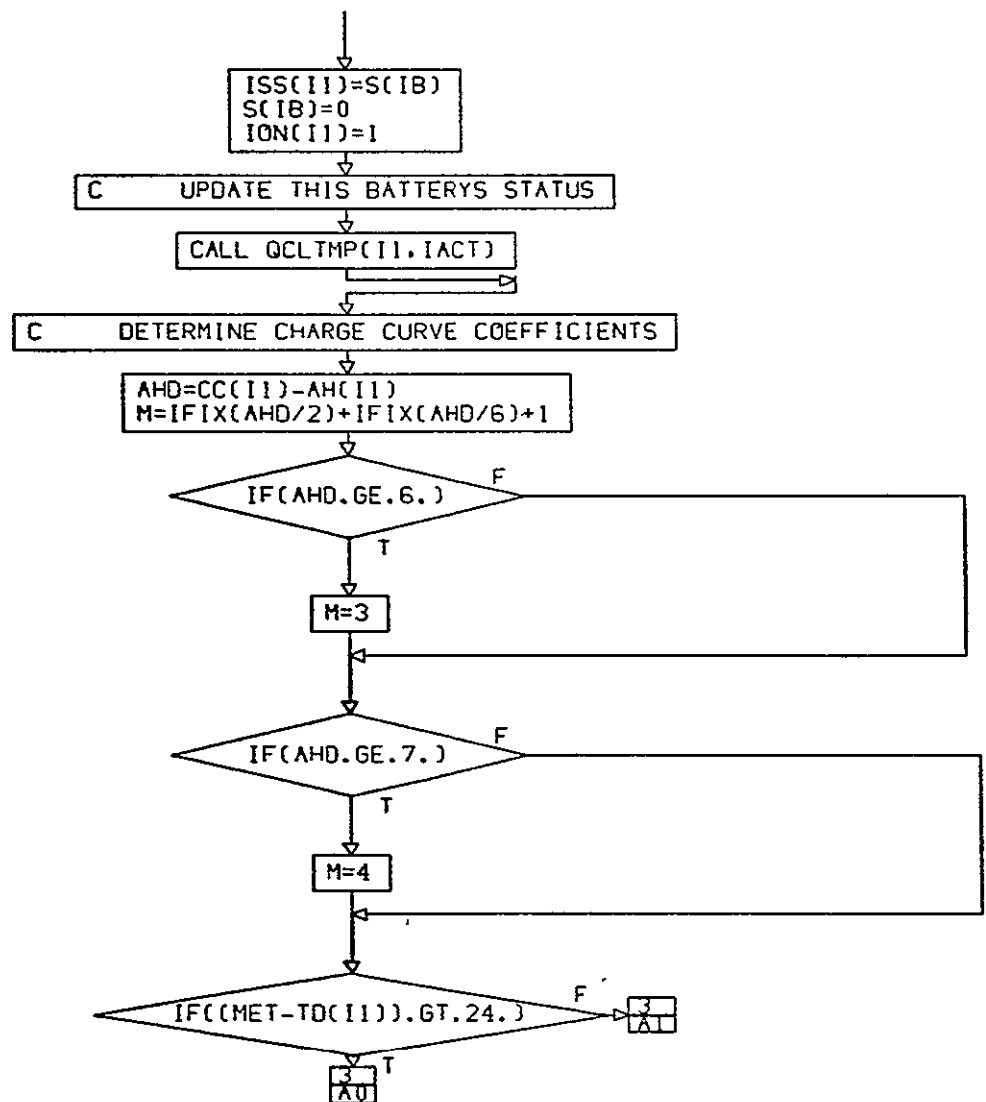 ISS(I1)=S(IB)
S(IB)=0
ION(I1)=1
C UPDATE THIS BATTERYS STATUS
CALL QCLTMP(I1,IACT)
C DETERMINE CHARGE CURVE COEFFICIENTS
AHD=CC(I1)-AH(I1)
M=IFIX(AHD/2)+IFIX(AHD/6)+1
IF(AHD.GE.6.)
F
T
M=3
IF(AHD.GE.7.)
F
T
M=4
IF((MET-TD(I1)).GT.24.)
F
3
A1
T
3
A0